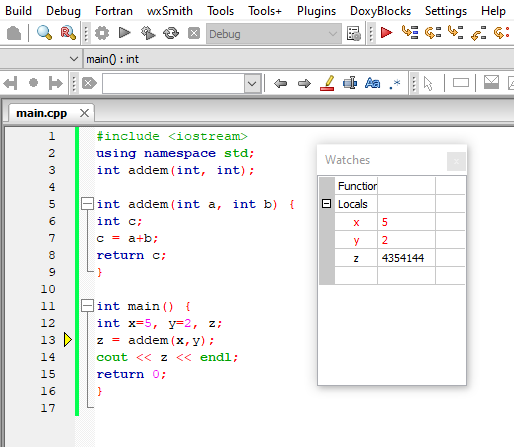 Build Debug Fortran wxSmith Tools Tools+ Plugins DoxyBlocks Settings Help
Debug
main() : int
Aa .*
main.cpp
1 #include <iostream>
2 using namespace std;
3 int addem(int, int);
4
5 int addem(int a, int b) {
6 int c;
7 c = a+b;
8 return c;
9 }
10
11 int main() {
12 int x=5, y=2, z;
13 z = addem(x,y);
14 cout << z << endl;
15 return 0;
16 }
17
Watches
Function
Locals
x 5
y 2
z 4354144